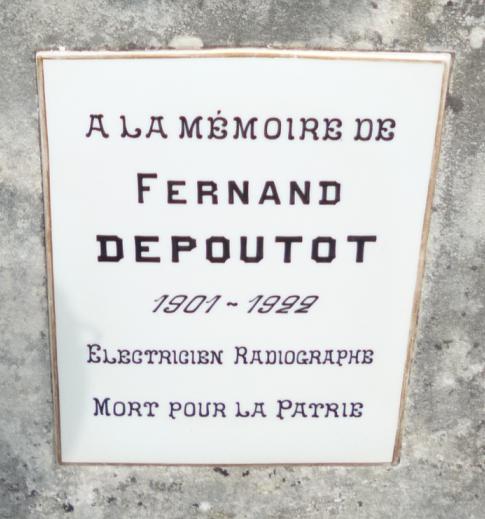 A LA MÉMOIRE DE
FERNAND
DEPOUTOT
1901 ~ 1922
ELECTRICIEN RADIOGRAPHE
MORT POUR LA PATRIE